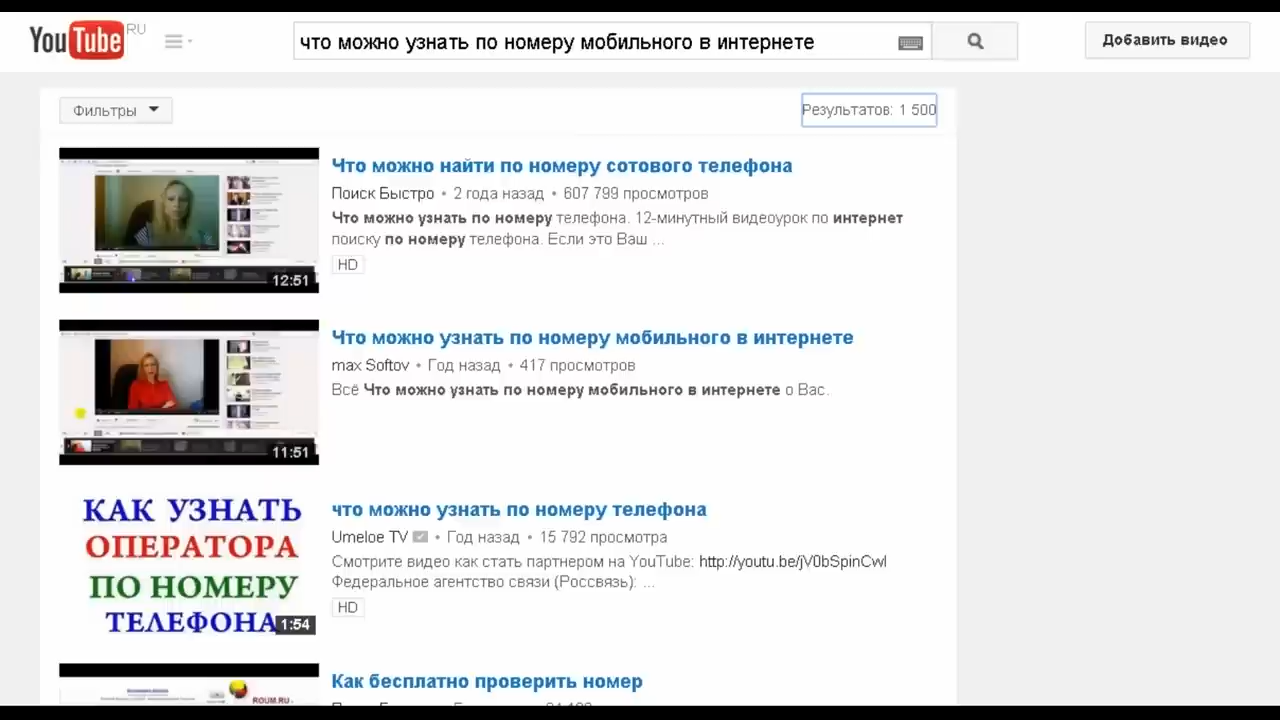 YouTube RU
что можно узнать по номеру мобильного в интернете
Добавить видео
Фильтры
Результатов: 1 500
12:51
Что можно найти по номеру сотового телефона
Поиск Быстро • 2 года назад • 607 799 просмотров
Что можно узнать по номеру телефона. 12-минутный видеоурок по интернет
поиску по номеру телефона. Если это Ваш ...
HD
11:51
Что можно узнать по номеру мобильного в интернете
max Softov • Год назад • 417 просмотров
Всё Что можно узнать по номеру мобильного в интернете о Вас.
КАК УЗНАТЬ
ОПЕРАТОРА
ПО НОМЕРУ
ТЕЛЕФОНА
1:54
что можно узнать по номеру телефона
Umeloe TV • Год назад • 15 792 просмотра
Смотрите видео как стать партнером на YouTube: http://youtu.be/jV0bSpinCwI
Федеральное агентство связи (Россвязь): ...
HD
ROUM.RU
Как бесплатно проверить номер